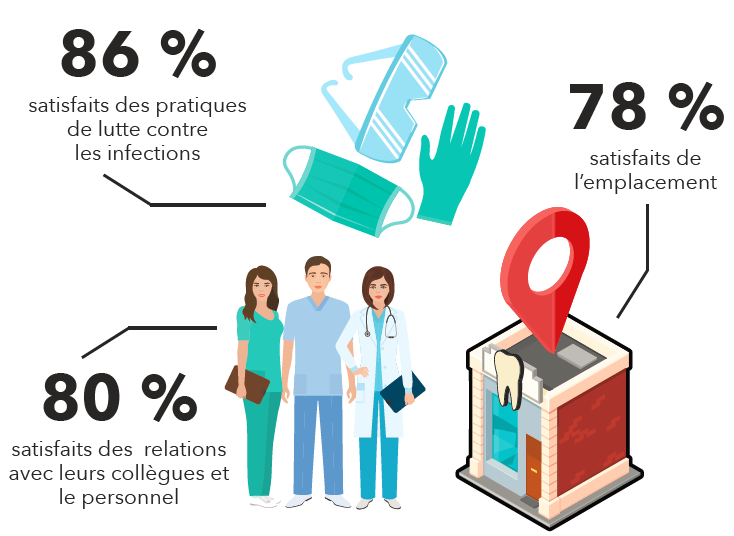 86 %
satisfaits des pratiques
de lutte contre
les infections
78 %
satisfaits de
l’emplacement
80 %
satisfaits des  relations
avec leurs collègues et
le personnel